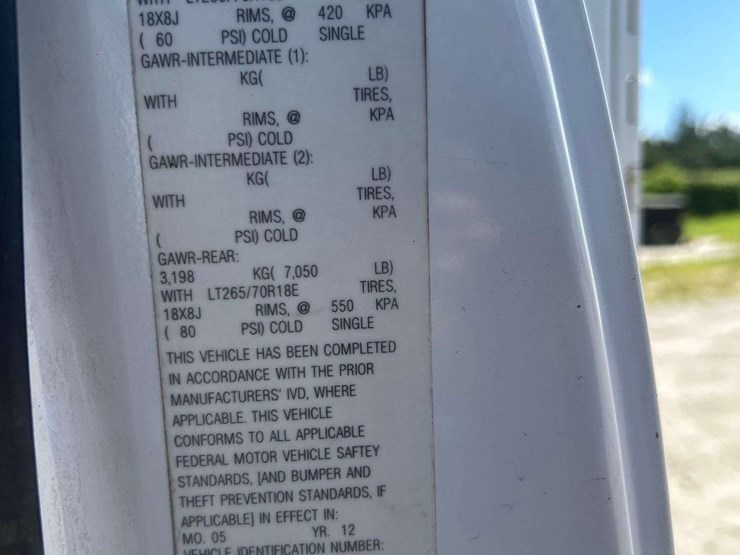 WITH
18X8J RIMS, @ 420 KPA
( 60 PSI) COLD SINGLE
GAWR-INTERMEDIATE (1):
KG( LB)
WITH TIRES,
RIMS, @ KPA
( PSI) COLD
GAWR-INTERMEDIATE (2):
KG( LB)
WITH TIRES,
RIMS, @ KPA
( PSI) COLD
GAWR-REAR:
3,198 KG( 7,050 LB)
WITH LT265/70R18E TIRES,
18X8J RIMS, @ 550 KPA
( 80 PSI) COLD SINGLE
THIS VEHICLE HAS BEEN COMPLETED
IN ACCORDANCE WITH THE PRIOR
MANUFACTURERS' IVD, WHERE
APPLICABLE. THIS VEHICLE
CONFORMS TO ALL APPLICABLE
FEDERAL MOTOR VEHICLE SAFTEY
STANDARDS, [AND BUMPER AND
THEFT PREVENTION STANDARDS, IF
APPLICABLE] IN EFFECT IN:
MO. 05 YR. 12
VEHICLE IDENTIFICATION NUMBER: